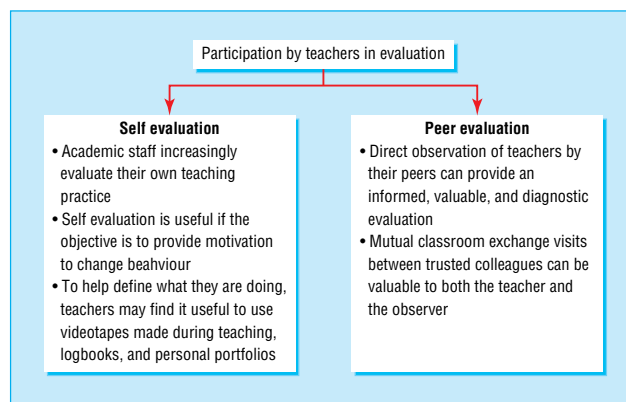 Participation by teachers in evaluation
Self evaluation
• Academic staff increasingly
evaluate their own teaching
practice
• Self evaluation is useful if the
objective is to provide motivation
to change beahviour
• To help define what they are doing,
teachers may find it useful to use
videotapes made during teaching,
logbooks, and personal portfolios
Peer evaluation
• Direct observation of teachers by
their peers can provide an
informed, valuable, and diagnostic
evaluation
• Mutual classroom exchange visits
between trusted colleagues can be
valuable to both the teacher and
the observer